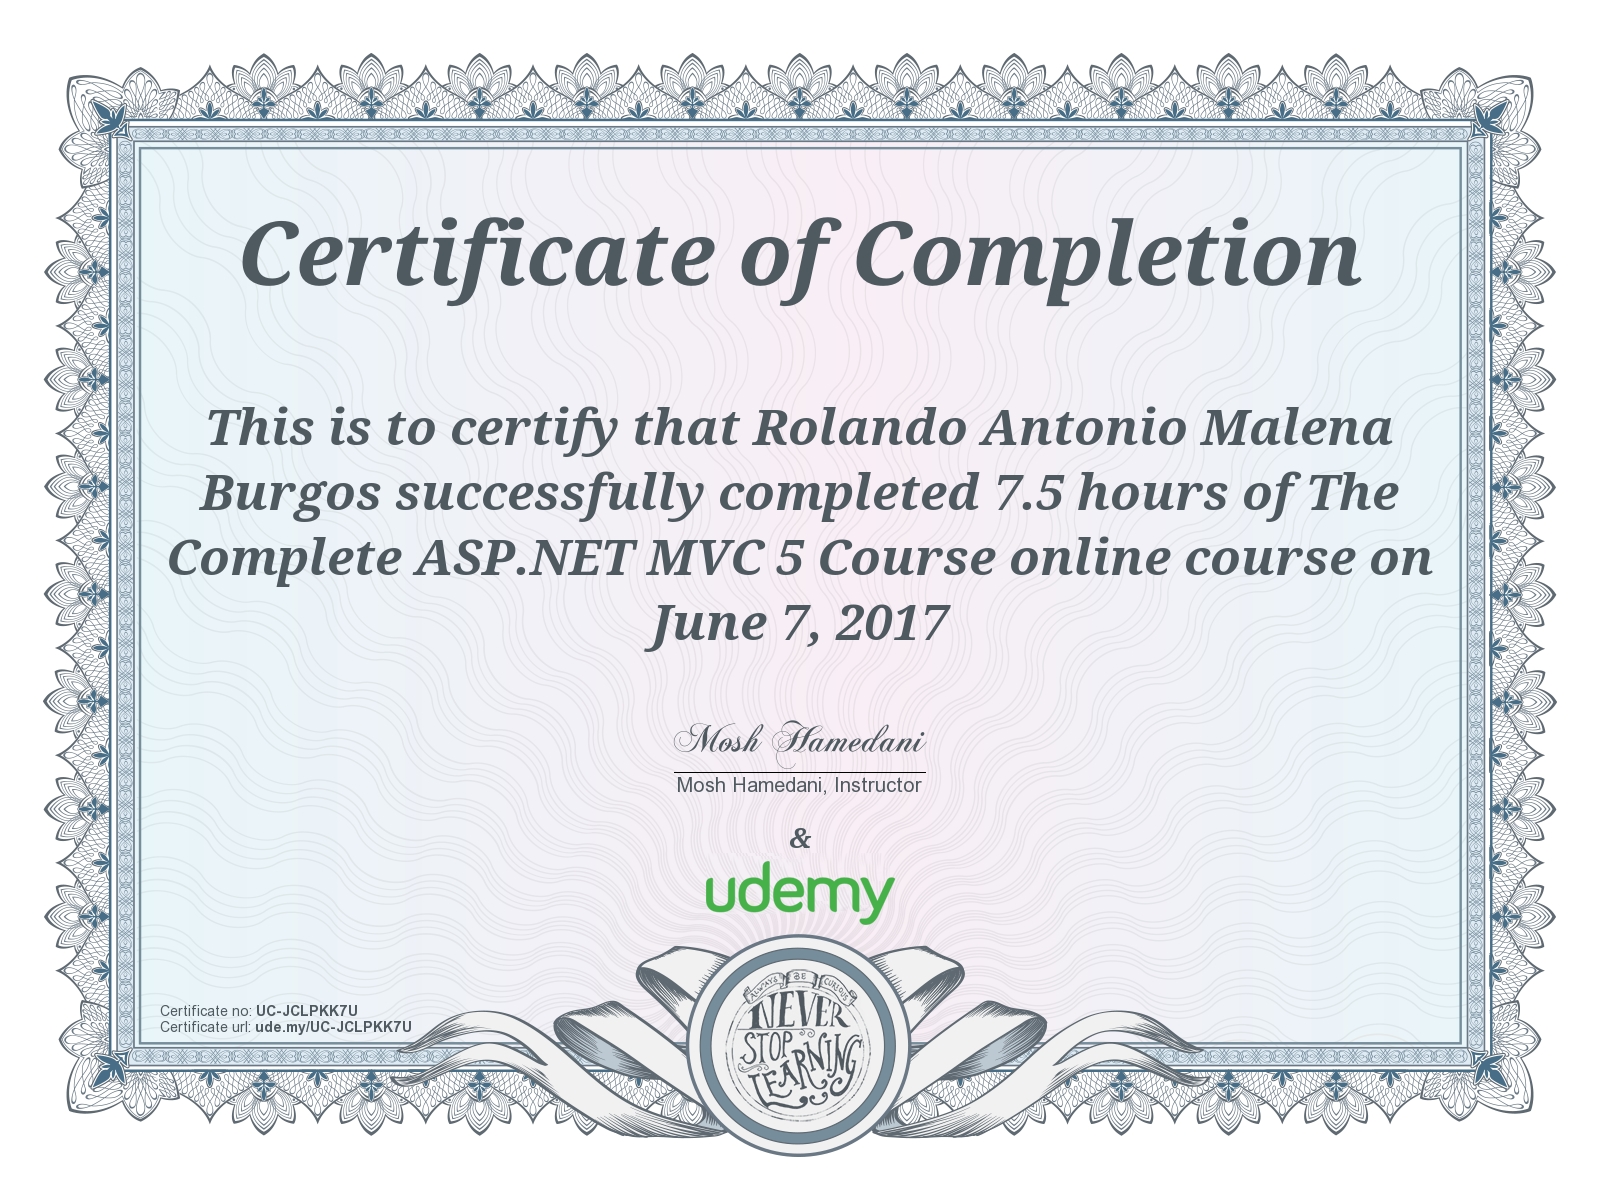 Certificate of Completion
This is to certify that Rolando Antonio Malena
Burgos successfully completed 7.5 hours of The
Complete ASP.NET MVC 5 Course online course on
June 7, 2017
Mosh Hamedani
Mosh Hamedani, Instructor
&
udemy
Certificate no: UC-JCLPKK7U
Certificate url: ude.my/UC-JCLPKK7U
ALWAYS BE CURIOUS
NEVER
STOP
LEARNING